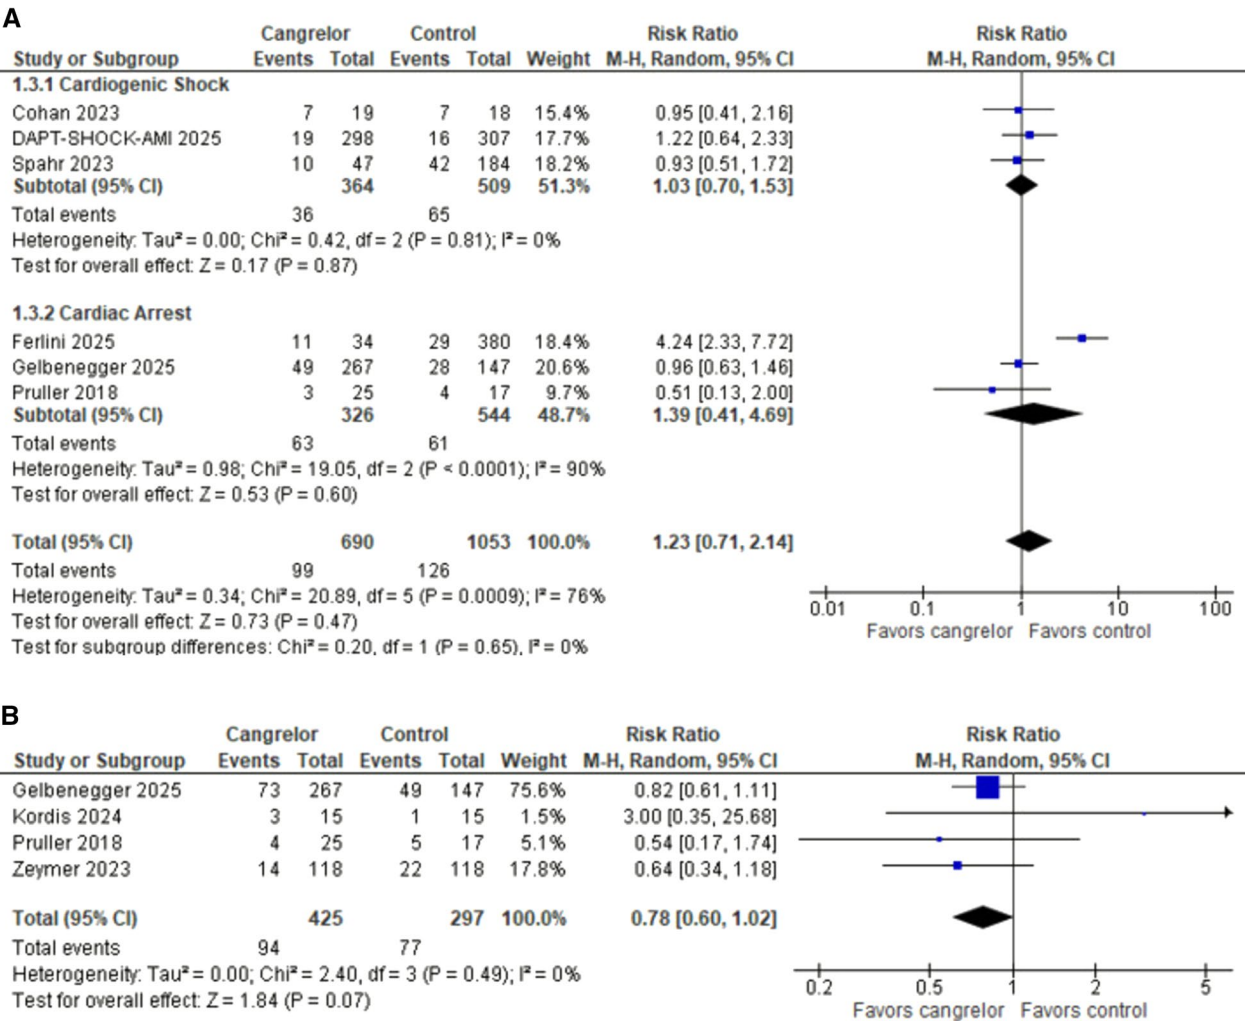 A
Cangrelor Control Risk Ratio Risk Ratio
Study or Subgroup Events Total Events Total Weight M-H, Random, 95% CI M-H, Random, 95% CI
1.3.1 Cardiogenic Shock
Cohan 2023 7 19 7 18 15.4% 0.95 [0.41, 2.16]
DAPT-SHOCK-AMI 2025 19 298 16 307 17.7% 1.22 [0.64, 2.33]
Spahr 2023 10 47 42 184 18.2% 0.93 [0.51, 1.72]
Subtotal (95% CI) 364 509 51.3% 1.03 [0.70, 1.53]
Total events 36 65
Heterogeneity: Tau² = 0.00; Chi² = 0.42, df = 2 (P = 0.81); I² = 0%
Test for overall effect: Z = 0.17 (P = 0.87)
1.3.2 Cardiac Arrest
Ferlini 2025 11 34 29 380 18.4% 4.24 [2.33, 7.72]
Gelbenegger 2025 49 267 28 147 20.6% 0.96 [0.63, 1.46]
Pruller 2018 3 25 4 17 9.7% 0.51 [0.13, 2.00]
Subtotal (95% CI) 326 544 48.7% 1.39 [0.41, 4.69]
Total events 63 61
Heterogeneity: Tau² = 0.98; Chi² = 19.05, df = 2 (P < 0.0001); I² = 90%
Test for overall effect: Z = 0.53 (P = 0.60)
Total (95% CI) 690 1053 100.0% 1.23 [0.71, 2.14]
Total events 99 126
Heterogeneity: Tau² = 0.34; Chi² = 20.89, df = 5 (P = 0.0009); I² = 76%
Test for overall effect: Z = 0.73 (P = 0.47)
Test for subgroup differences: Chi² = 0.20, df = 1 (P = 0.65), I² = 0%
0.01 0.1 1 10 100
Favors cangrelor Favors control
B
Cangrelor Control Risk Ratio Risk Ratio
Study or Subgroup Events Total Events Total Weight M-H, Random, 95% CI M-H, Random, 95% CI
Gelbenegger 2025 73 267 49 147 75.6% 0.82 [0.61, 1.11]
Kordis 2024 3 15 1 15 1.5% 3.00 [0.35, 25.68]
Pruller 2018 4 25 5 17 5.1% 0.54 [0.17, 1.74]
Zeymer 2023 14 118 22 118 17.8% 0.64 [0.34, 1.18]
Total (95% CI) 425 297 100.0% 0.78 [0.60, 1.02]
Total events 94 77
Heterogeneity: Tau² = 0.00; Chi² = 2.40, df = 3 (P = 0.49); I² = 0%
Test for overall effect: Z = 1.84 (P = 0.07)
0.2 0.5 1 2 5
Favors cangrelor Favors control